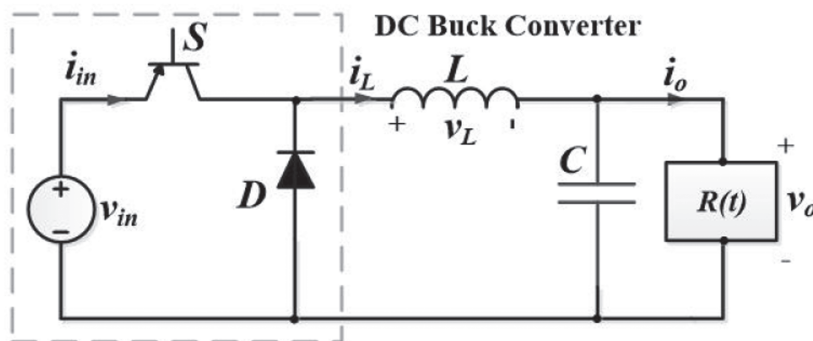 DC Buck Converter
S
i_in
i_L
L
i_o
+ v_L -
C
D
+
v_in
−
R(t)
+
v_o
-